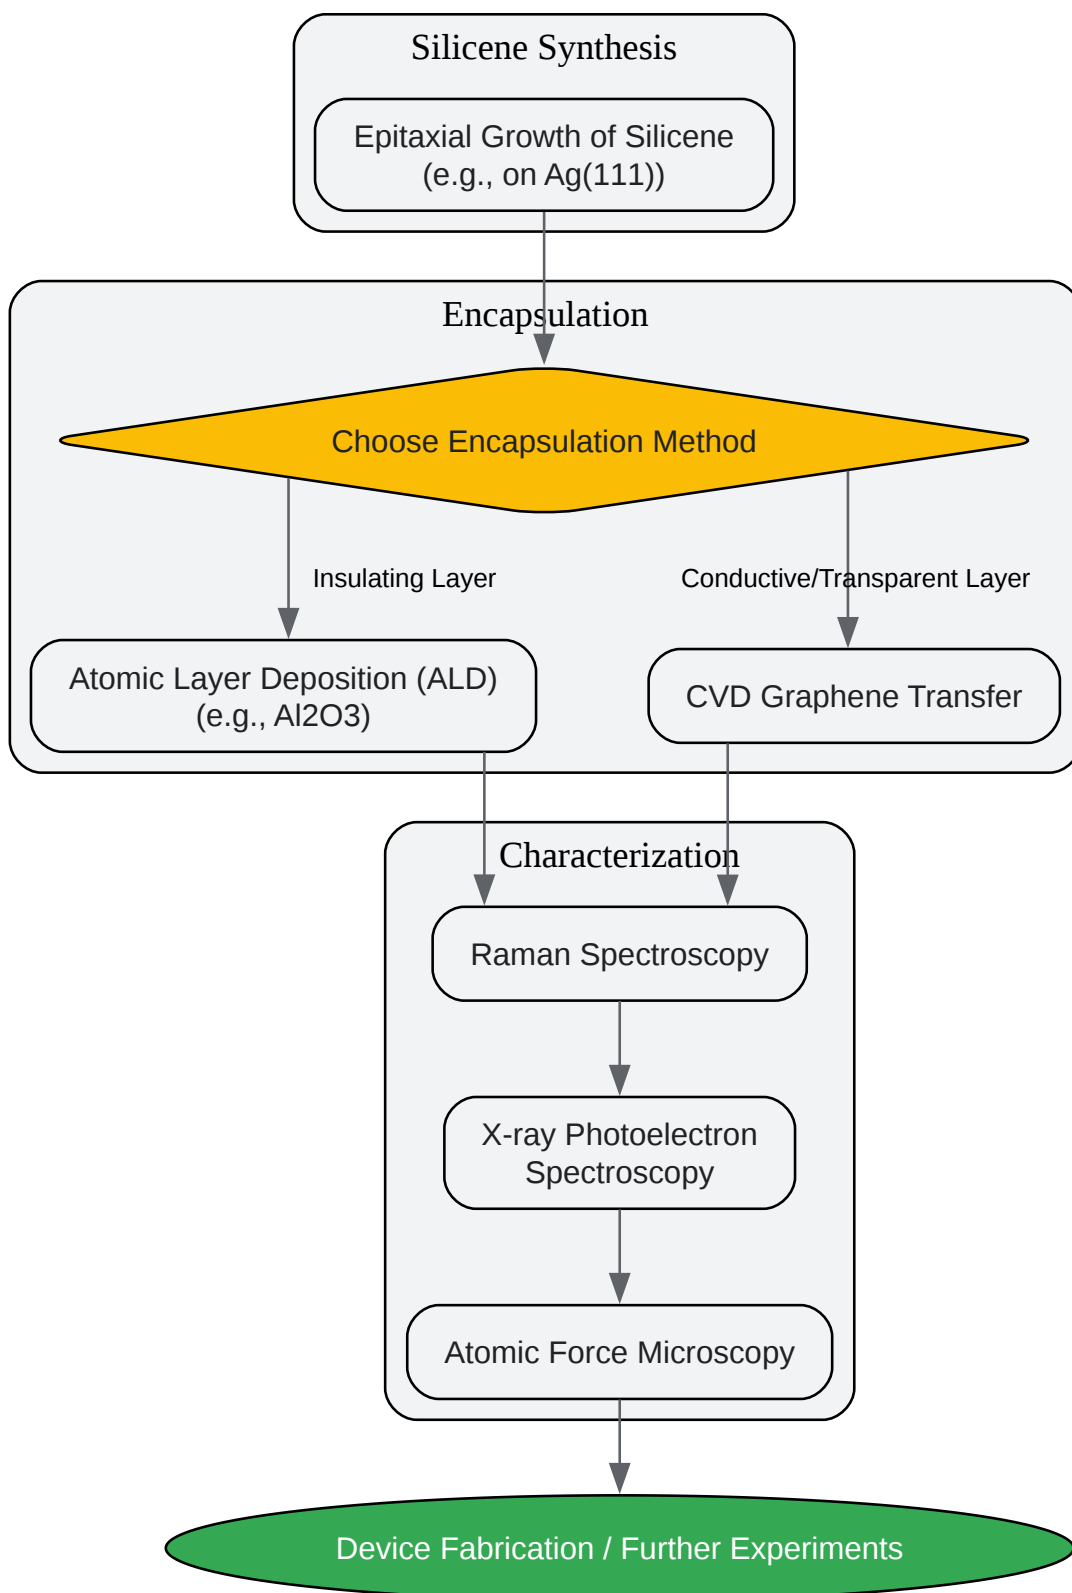 Silicene Synthesis
Epitaxial Growth of Silicene
(e.g., on Ag(111))
Encapsulation
Choose Encapsulation Method
Insulating Layer
Conductive/Transparent Layer
Atomic Layer Deposition (ALD)
(e.g., Al2O3)
CVD Graphene Transfer
Characterization
Raman Spectroscopy
X-ray Photoelectron
Spectroscopy
Atomic Force Microscopy
Device Fabrication / Further Experiments